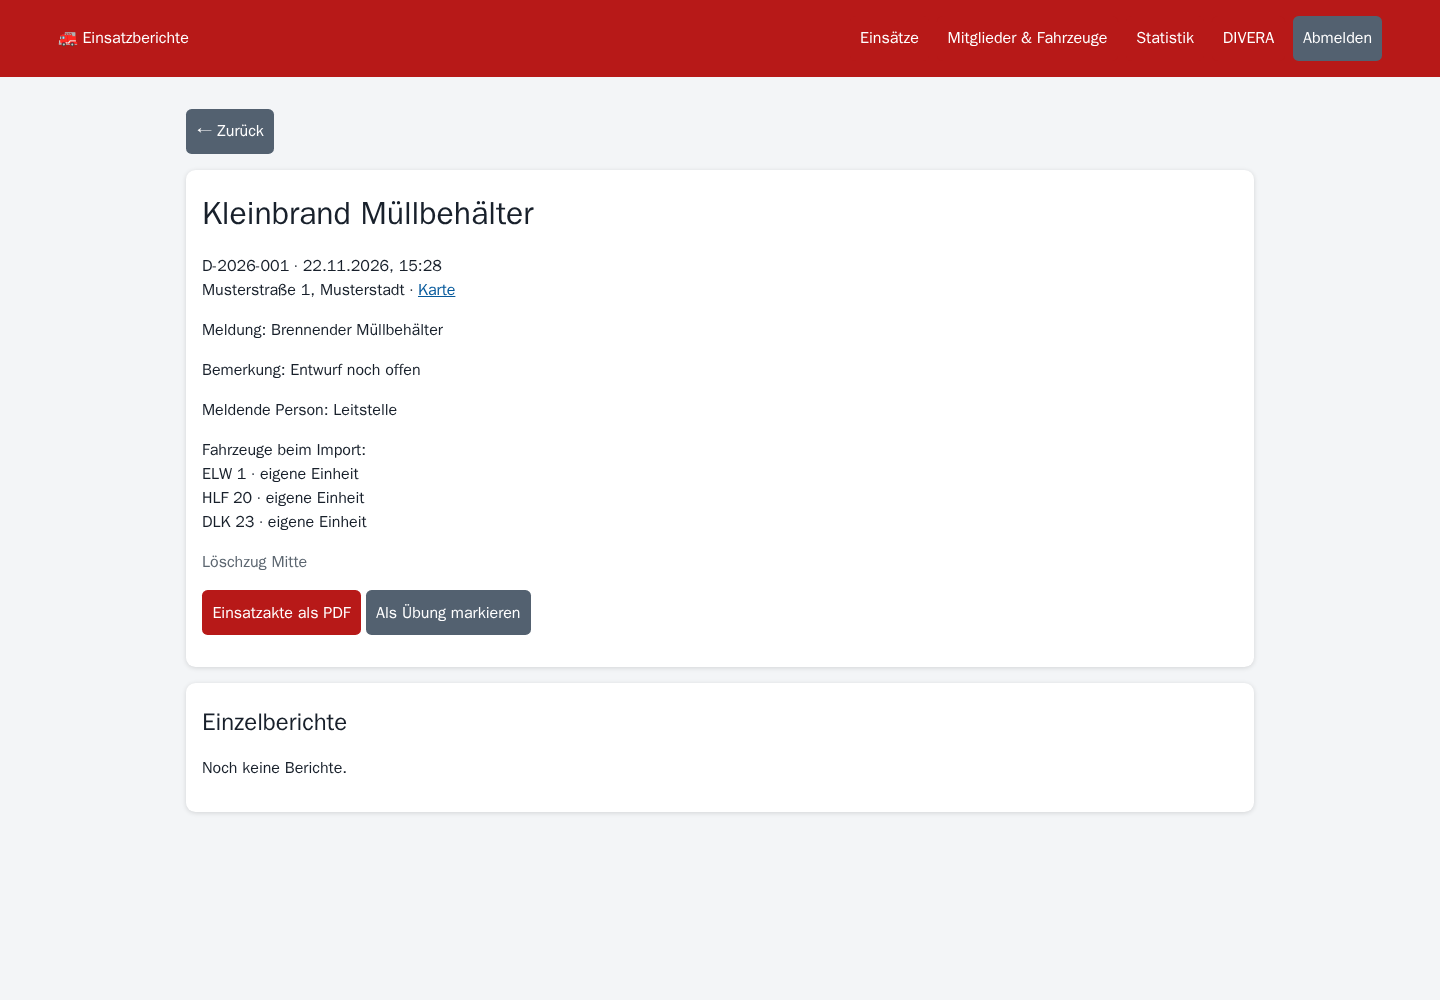 🚒 Einsatzberichte
Einsätze Mitglieder & Fahrzeuge Statistik DIVERA Abmelden
← Zurück
Kleinbrand Müllbehälter
D-2026-001 · 22.11.2026, 15:28
Musterstraße 1, Musterstadt · Karte
Meldung: Brennender Müllbehälter
Bemerkung: Entwurf noch offen
Meldende Person: Leitstelle
Fahrzeuge beim Import:
ELW 1 · eigene Einheit
HLF 20 · eigene Einheit
DLK 23 · eigene Einheit
Löschzug Mitte
Einsatzakte als PDF Als Übung markieren
Einzelberichte
Noch keine Berichte.